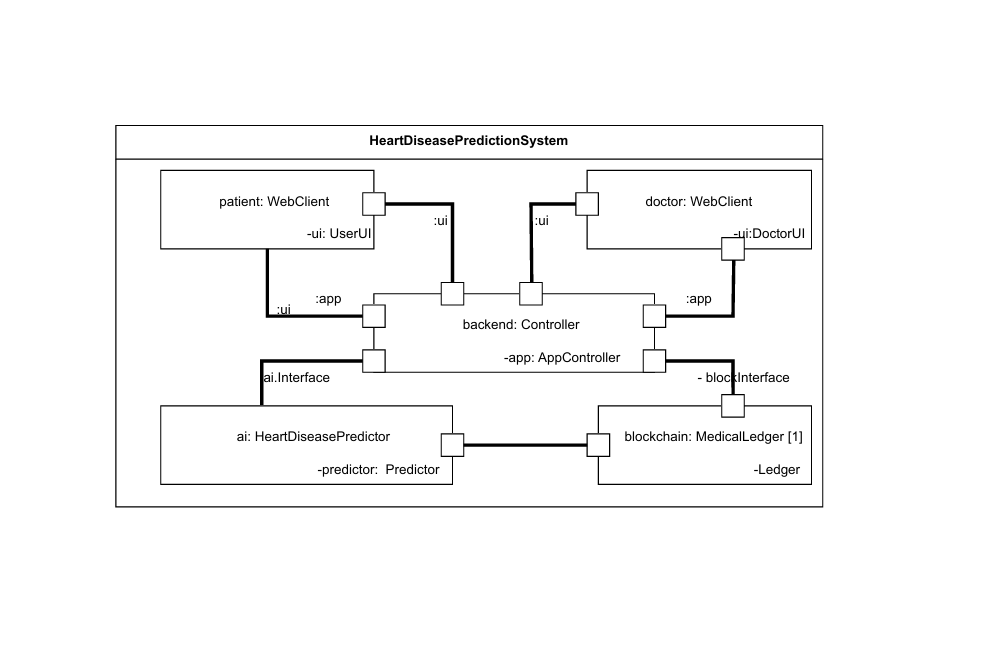 HeartDiseasePredictionSystem
patient: WebClient
-ui: UserUI
doctor: WebClient
-ui:DoctorUI
:ui
:ui
:app
:ui
:app
backend: Controller
-app: AppController
ai.Interface
- blockInterface
ai: HeartDiseasePredictor
-predictor:  Predictor
blockchain: MedicalLedger [1]
-Ledger